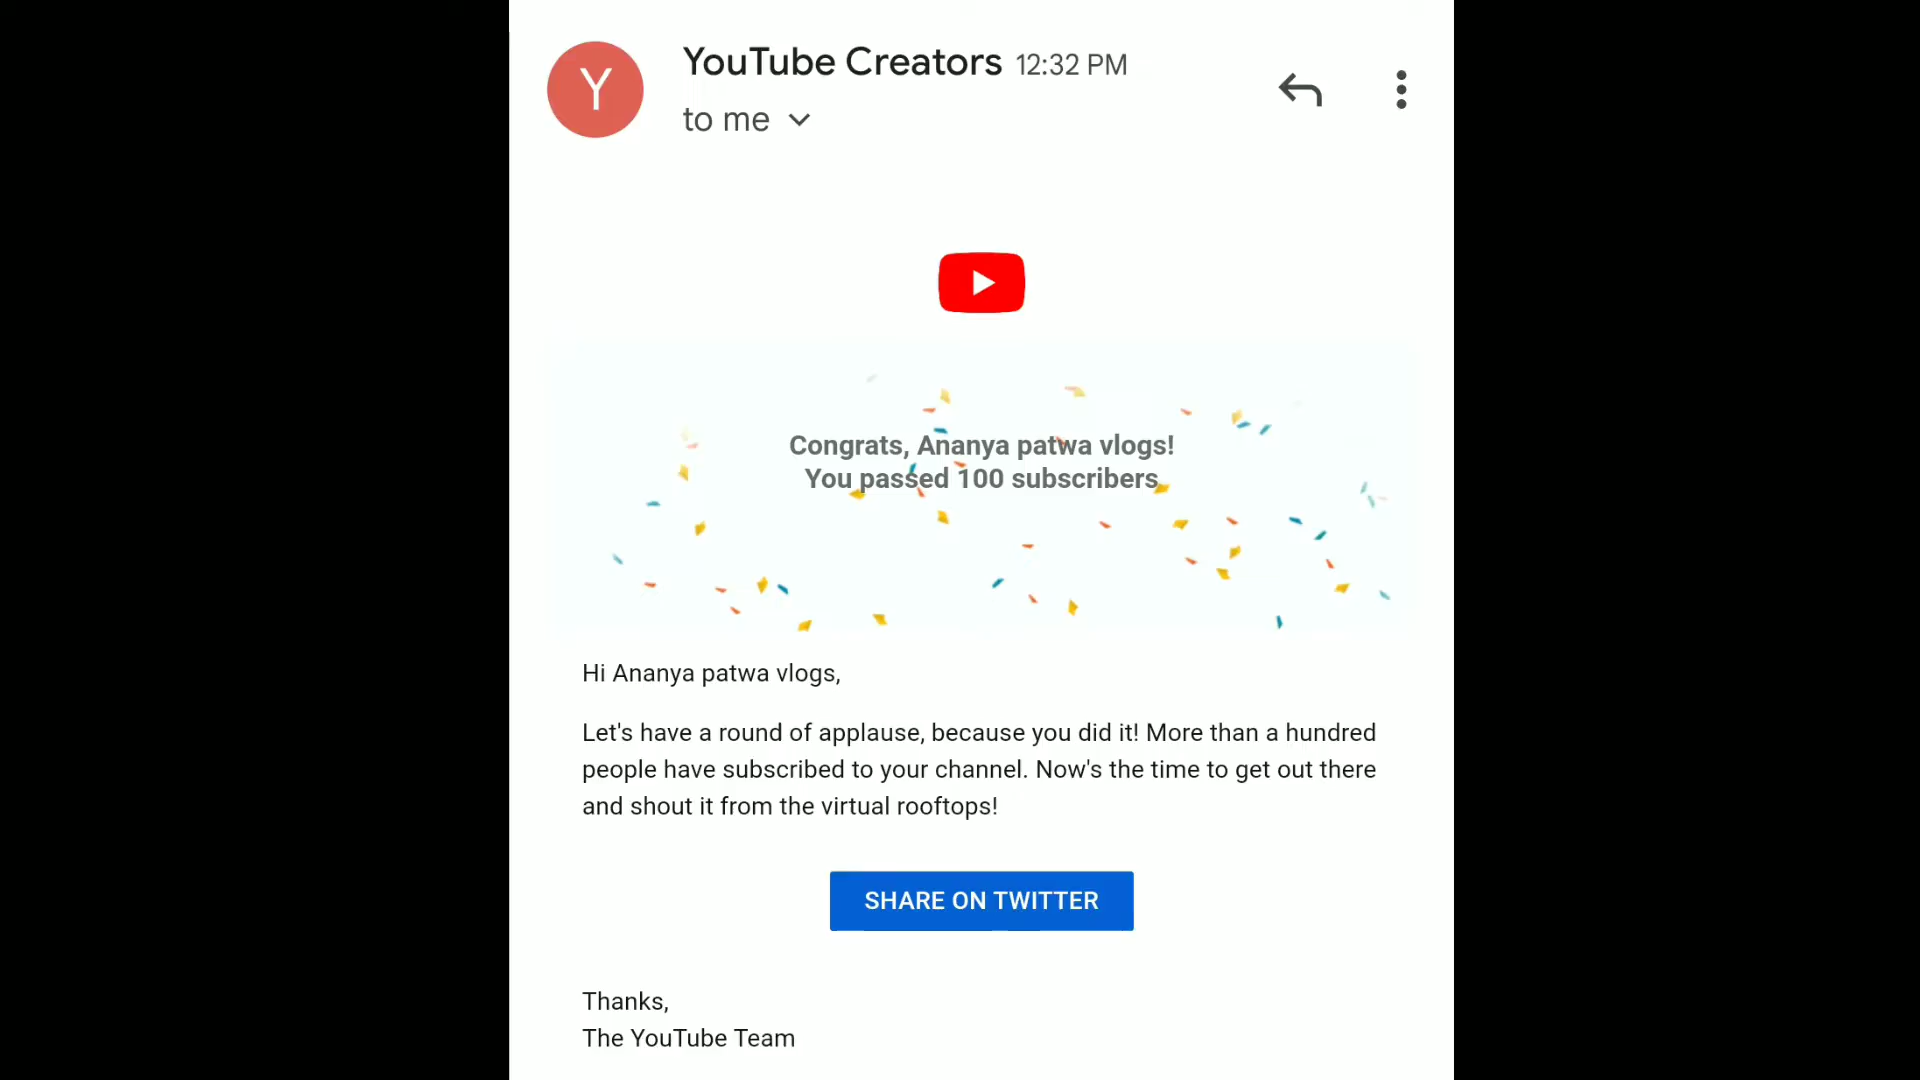 Y
YouTube Creators 12:32 PM
to me
Congrats, Ananya patwa vlogs!
You passed 100 subscribers
Hi Ananya patwa vlogs,
Let's have a round of applause, because you did it! More than a hundred
people have subscribed to your channel. Now's the time to get out there
and shout it from the virtual rooftops!
SHARE ON TWITTER
Thanks,
The YouTube Team